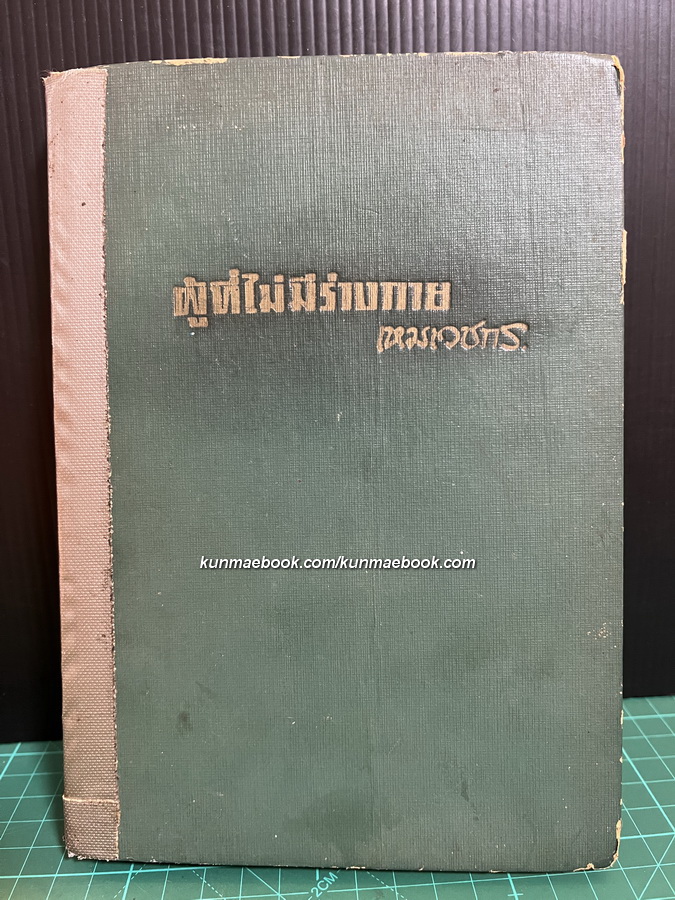 ผู้ที่ไม่มีร่างกาย
เหมเวชกร.
kunmaebook.com/kunmaebook.com
2CM